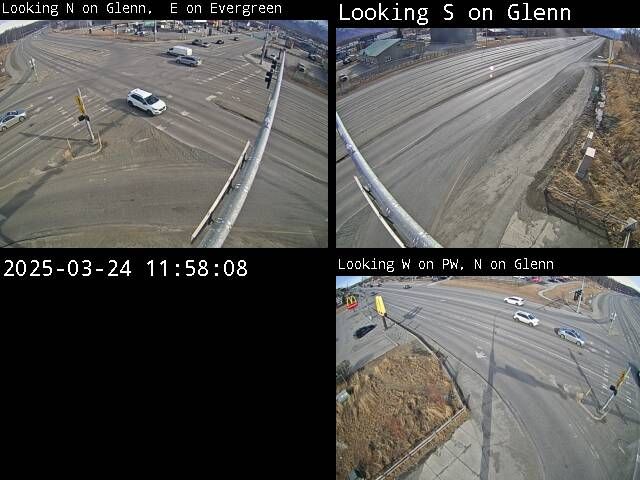 Looking N on Glenn,  E on Evergreen
Looking S on Glenn
2025-03-24 11:58:08
Looking W on PW, N on Glenn